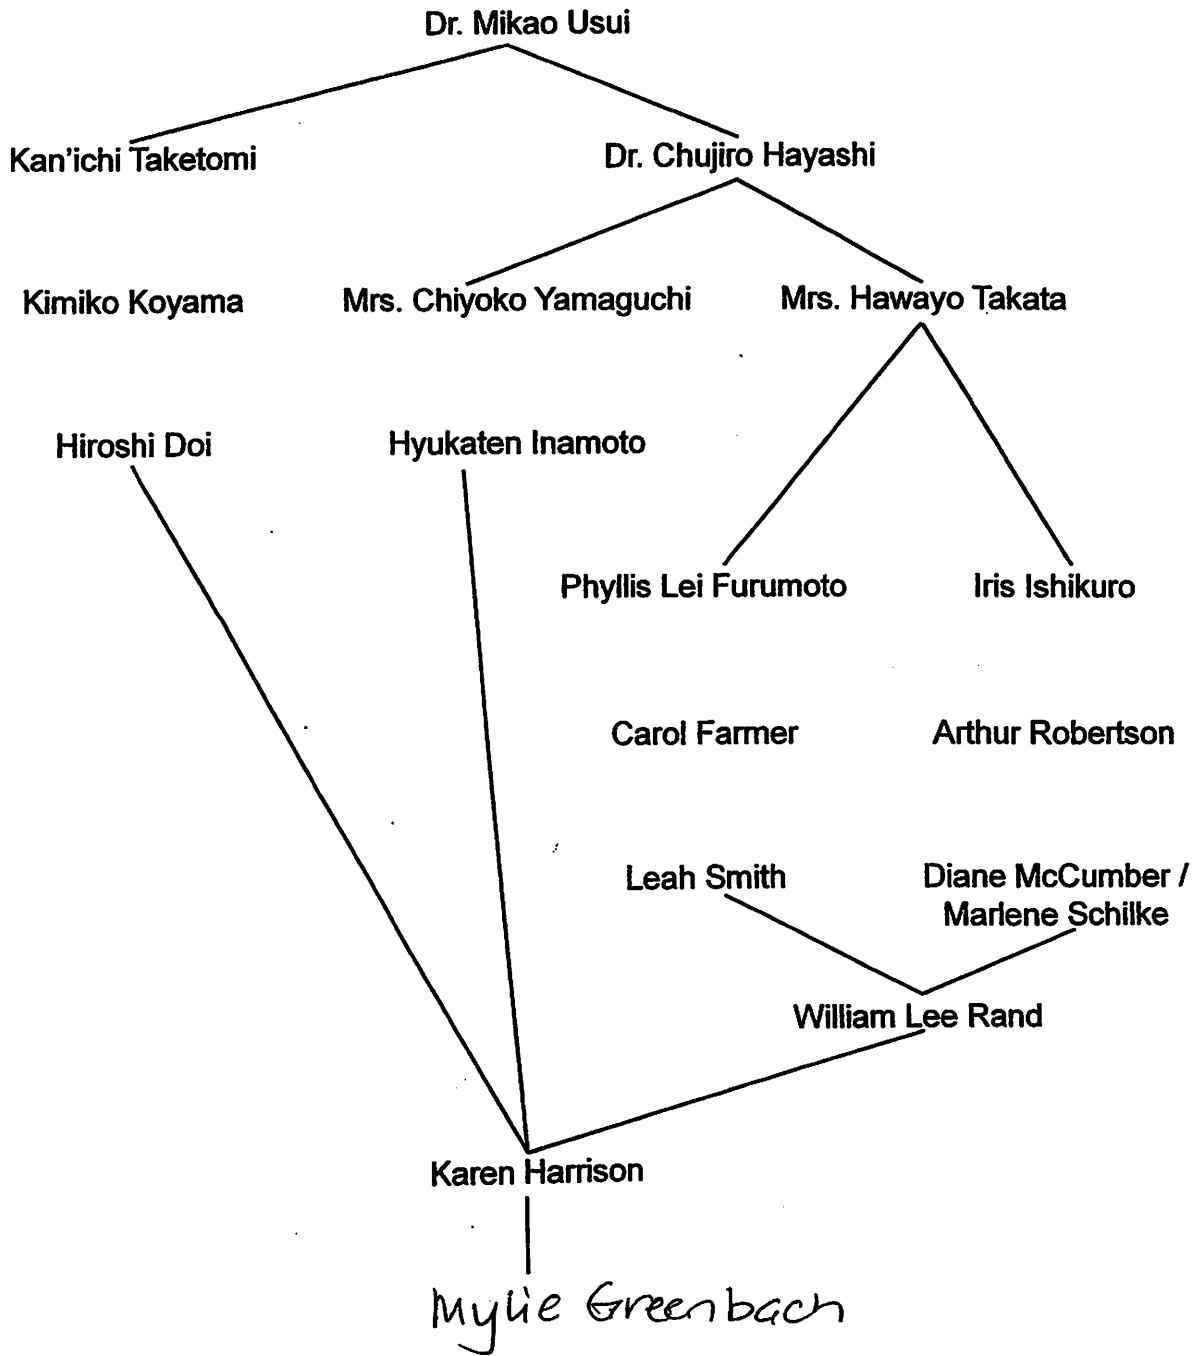 Dr. Mikao Usui
Kan'ichi Taketomi
Dr. Chujiro Hayashi
Kimiko Koyama
Mrs. Chiyoko Yamaguchi
Mrs. Hawayo Takata
Hiroshi Doi
Hyukaten Inamoto
Phyllis Lei Furumoto
Iris Ishikuro
Carol Farmer
Arthur Robertson
Leah Smith
Diane McCumber /
Marlene Schilke
William Lee Rand
Karen Harrison
Mylie Greenbach